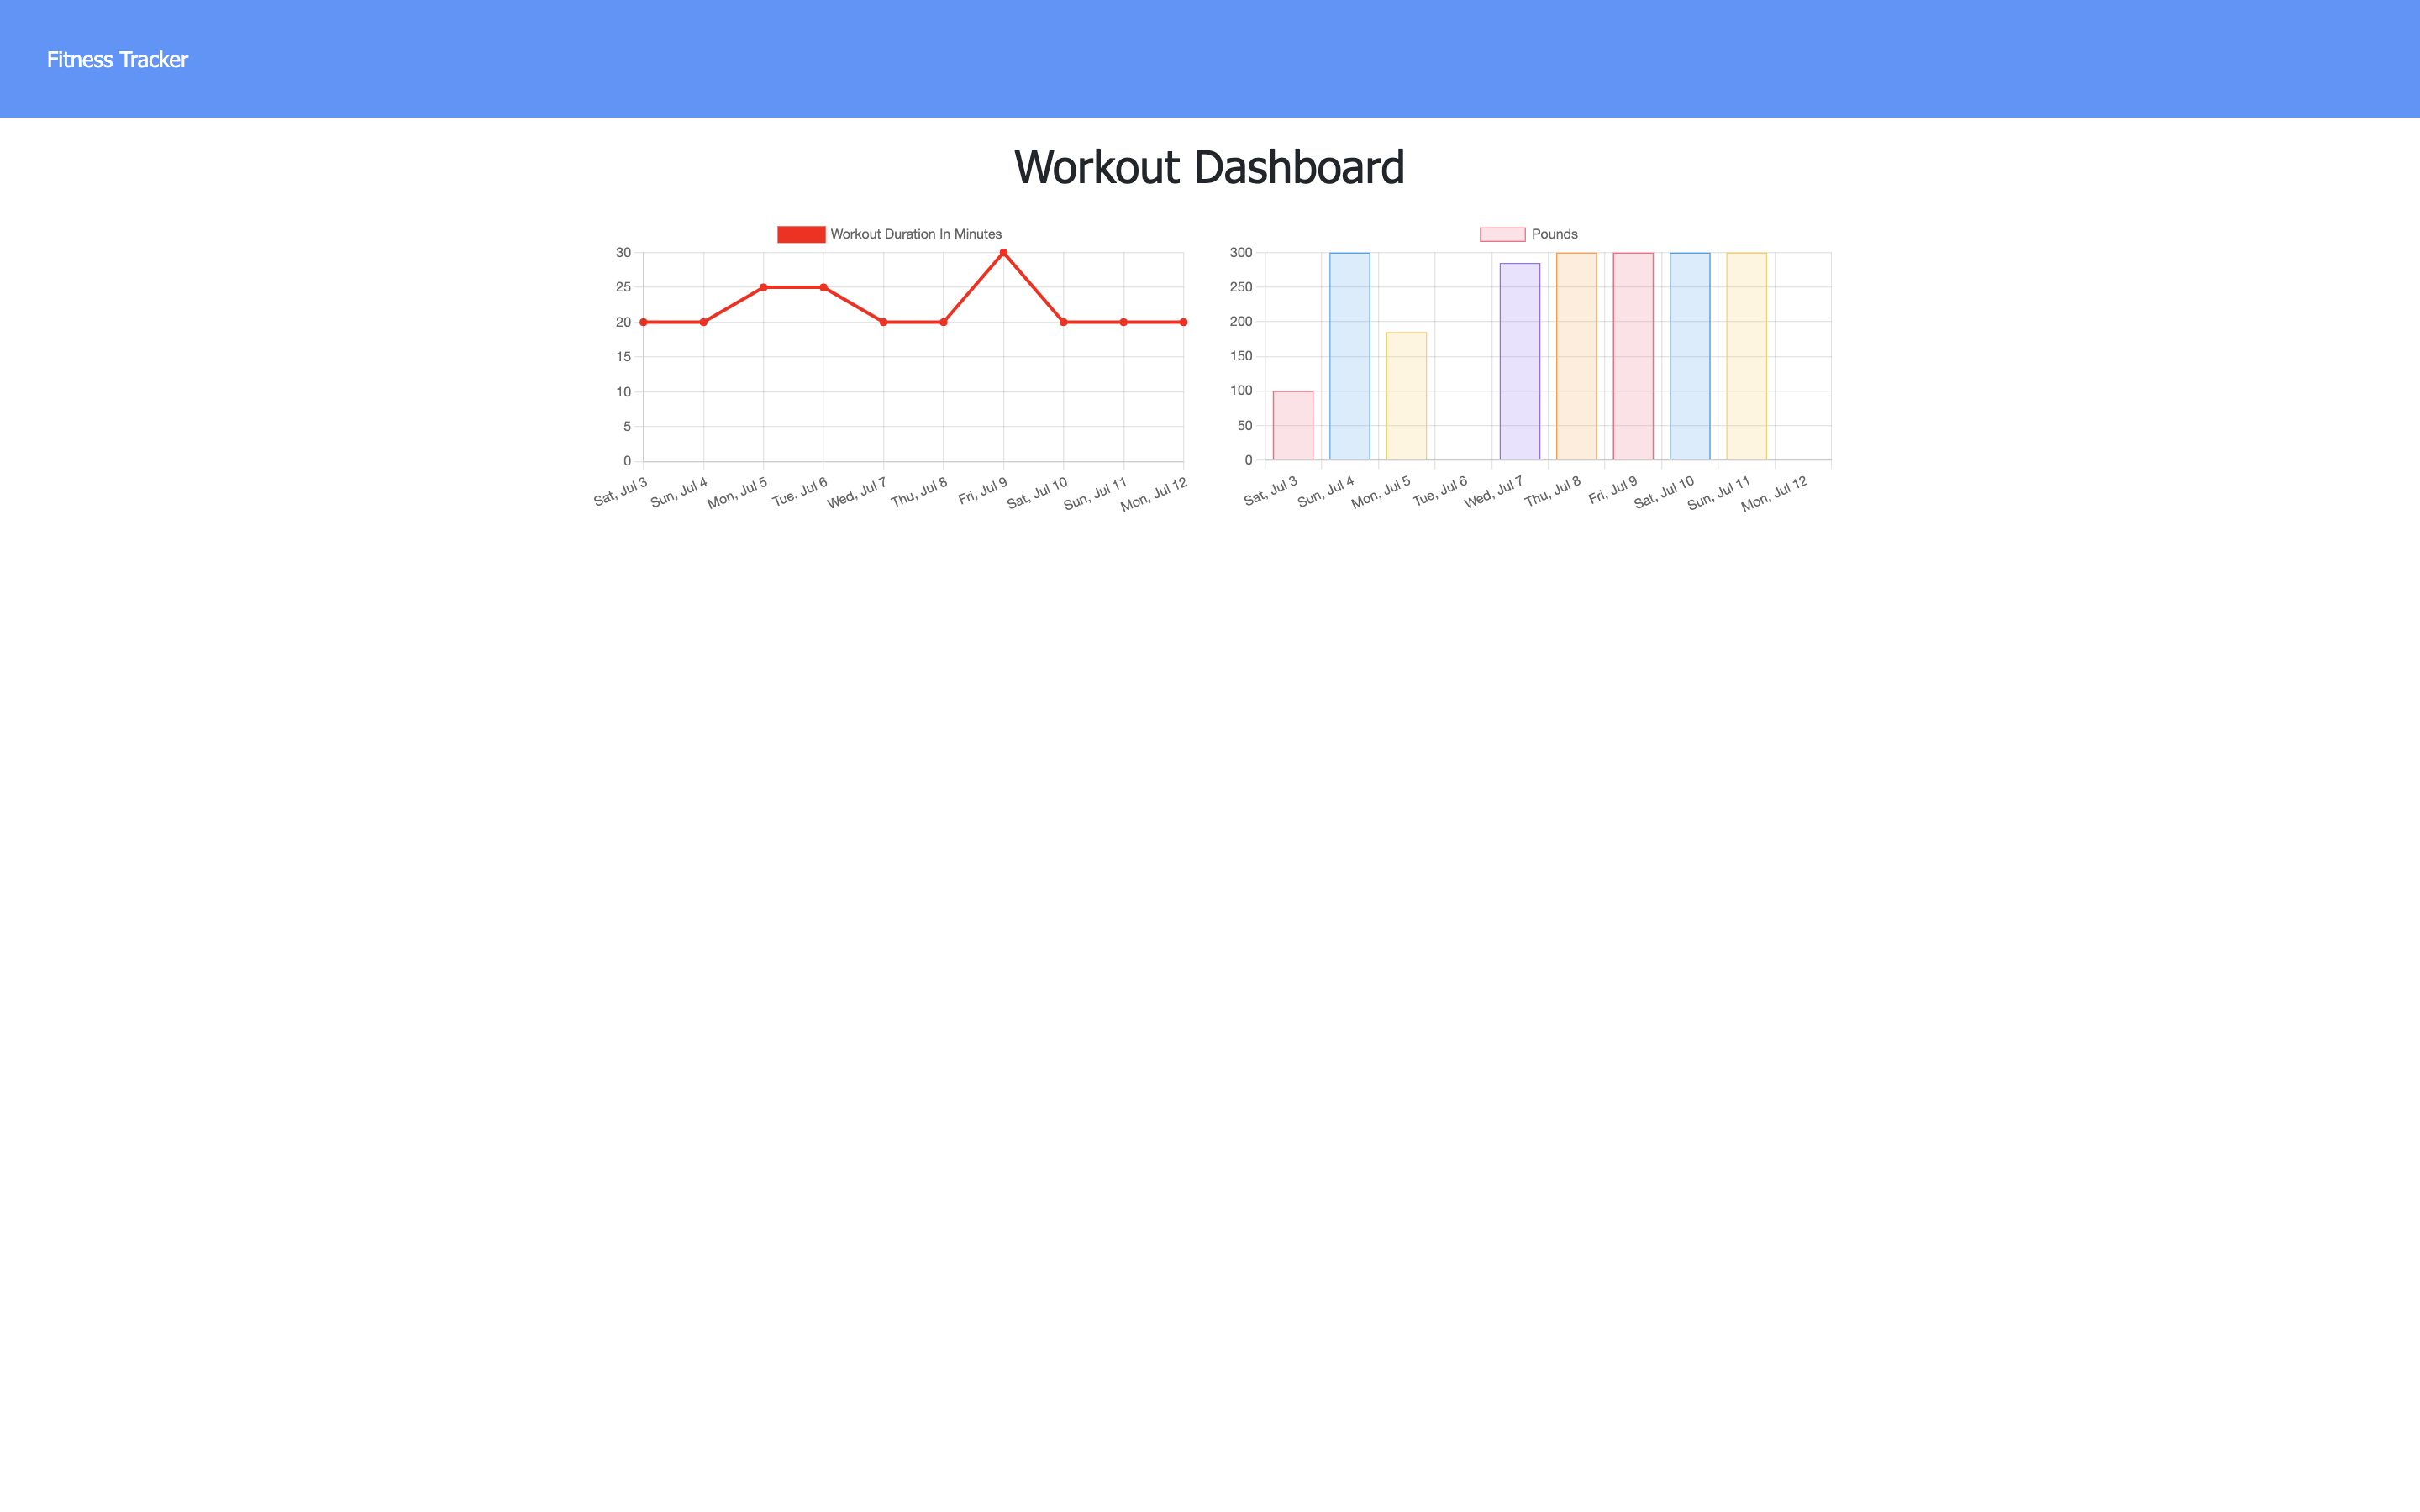 Fitness Tracker
Workout Dashboard
Workout Duration In Minutes
30
25
20
15
10
5
0
Sat, Jul 3
Sun, Jul 4
Mon, Jul 5
Tue, Jul 6
Wed, Jul 7
Thu, Jul 8
Fri, Jul 9
Sat, Jul 10
Sun, Jul 11
Mon, Jul 12
Pounds
300
250
200
150
100
50
0
Sat, Jul 3
Sun, Jul 4
Mon, Jul 5
Tue, Jul 6
Wed, Jul 7
Thu, Jul 8
Fri, Jul 9
Sat, Jul 10
Sun, Jul 11
Mon, Jul 12